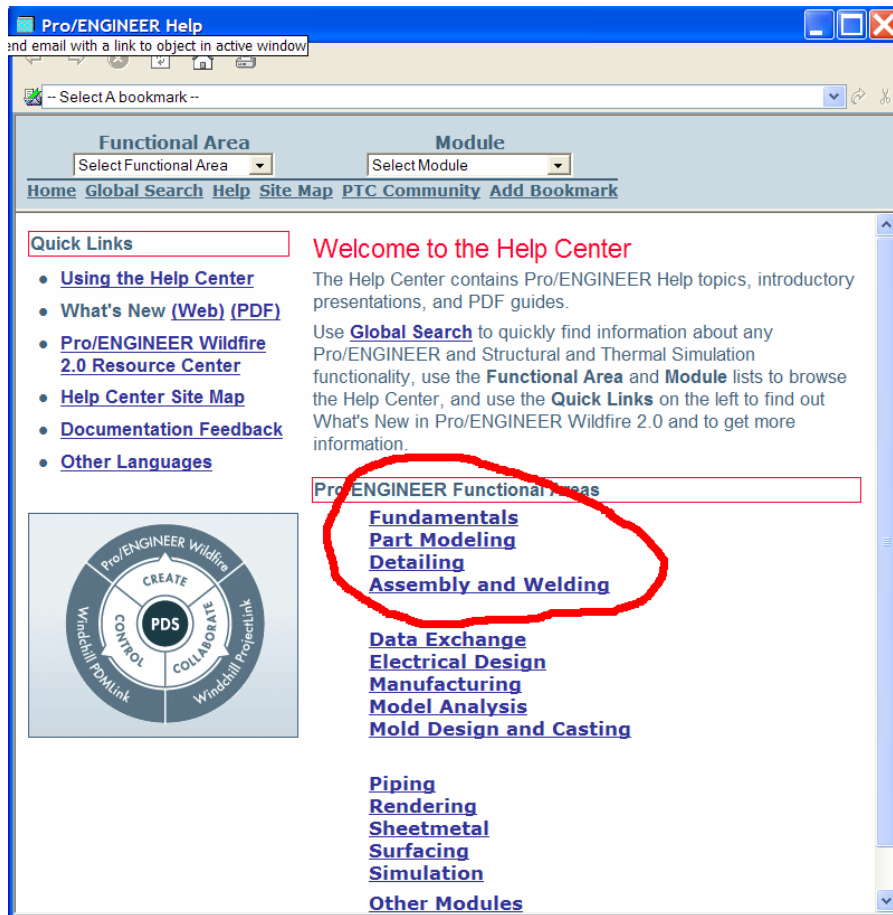 Pro/ENGINEER Help
end email with a link to object in active window
-- Select A bookmark --
Functional Area
Module
Select Functional Area
Select Module
Home Global Search Help Site Map PTC Community Add Bookmark
Quick Links
Using the Help Center
What's New (Web) (PDF)
Pro/ENGINEER Wildfire
2.0 Resource Center
Help Center Site Map
Documentation Feedback
Other Languages
Pro/ENGINEER Wildfire
CREATE
CONTROL
PDS
COLLABORATE
Windchill PDMLink
Windchill ProjectLink
Welcome to the Help Center
The Help Center contains Pro/ENGINEER Help topics, introductory
presentations, and PDF guides.
Use Global Search to quickly find information about any
Pro/ENGINEER and Structural and Thermal Simulation
functionality, use the Functional Area and Module lists to browse
the Help Center, and use the Quick Links on the left to find out
What's New in Pro/ENGINEER Wildfire 2.0 and to get more
information.
Pro/ENGINEER Functional Areas
Fundamentals
Part Modeling
Detailing
Assembly and Welding
Data Exchange
Electrical Design
Manufacturing
Model Analysis
Mold Design and Casting
Piping
Rendering
Sheetmetal
Surfacing
Simulation
Other Modules